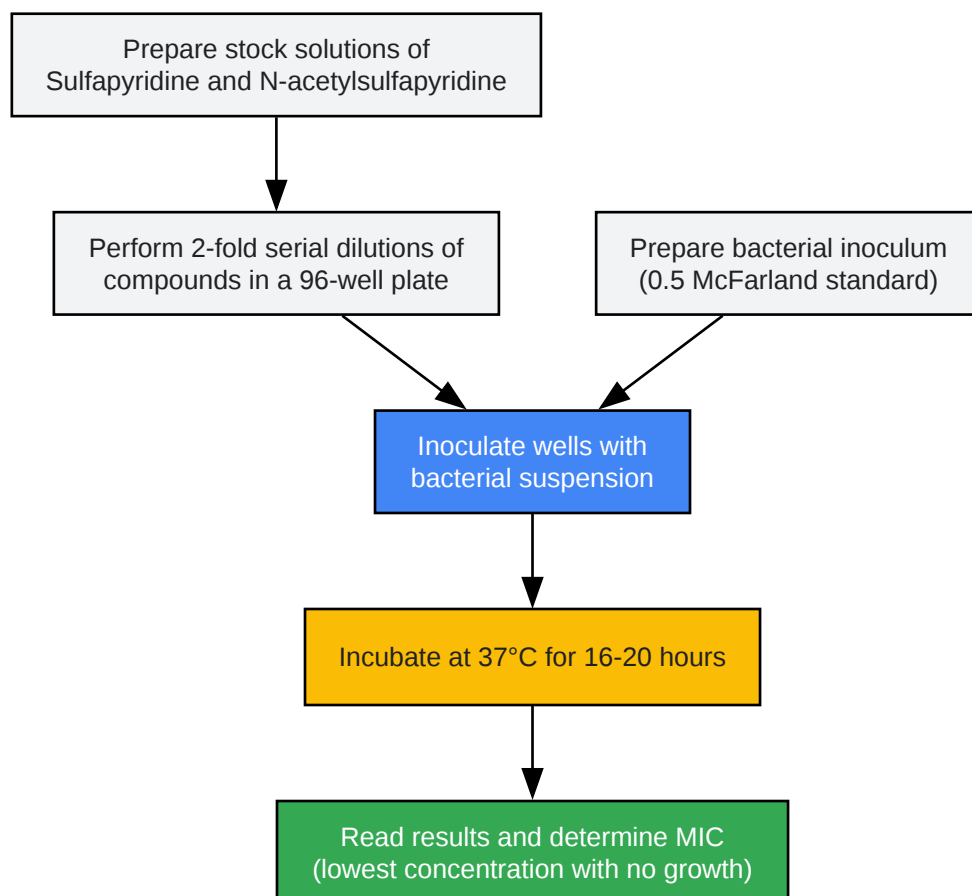 Prepare stock solutions of
Sulfapyridine and N-acetylsulfapyridine
Perform 2-fold serial dilutions of
compounds in a 96-well plate
Prepare bacterial inoculum
(0.5 McFarland standard)
Inoculate wells with
bacterial suspension
Incubate at 37°C for 16-20 hours
Read results and determine MIC
(lowest concentration with no growth)